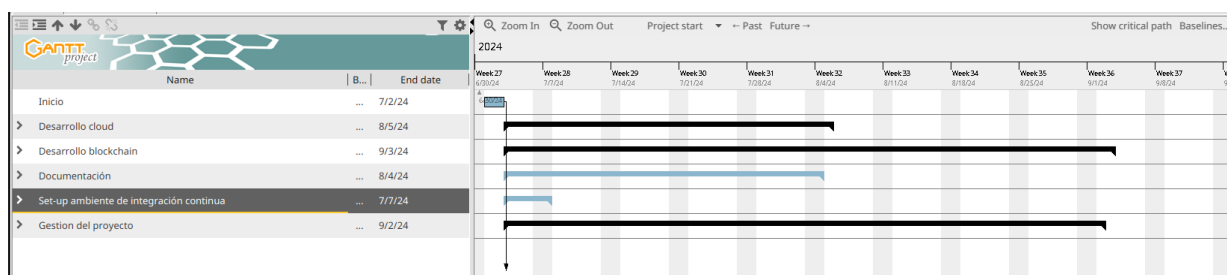 Zoom In Zoom Out Project start ← Past Future → Show critical path Baselines...
GANTT project
2024
Name B... End date
Week 27 Week 28 Week 29 Week 30 Week 31 Week 32 Week 33 Week 34 Week 35 Week 36 Week 37
6/30/24 7/7/24 7/14/24 7/21/24 7/28/24 8/4/24 8/11/24 8/18/24 8/25/24 9/1/24 9/8/24
Inicio ... 7/2/24
Desarrollo cloud ... 8/5/24
Desarrollo blockchain ... 9/3/24
Documentación ... 8/4/24
Set-up ambiente de integración continua ... 7/7/24
Gestion del proyecto ... 9/2/24